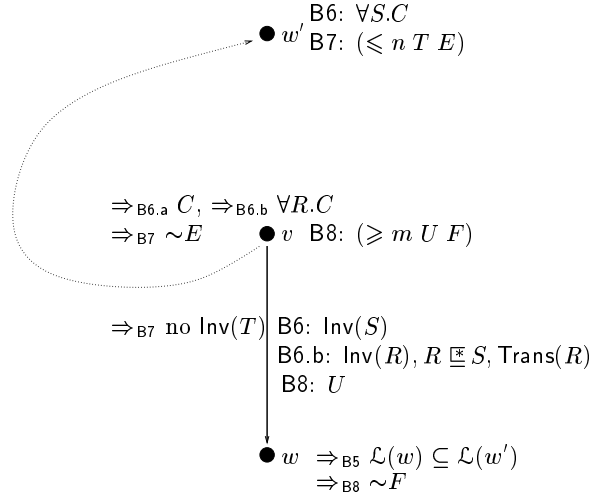 B6: ∀S.C
w′ B7: (⩽ n T E)
⇒B6.a C, ⇒B6.b ∀R.C
⇒B7 ∼E v B8: (⩾ m U F)
⇒B7 no Inv(T) B6: Inv(S)
B6.b: Inv(R), R ⊑* S, Trans(R)
B8: U
w ⇒B5 ℒ(w) ⊆ ℒ(w′)
⇒B8 ∼F